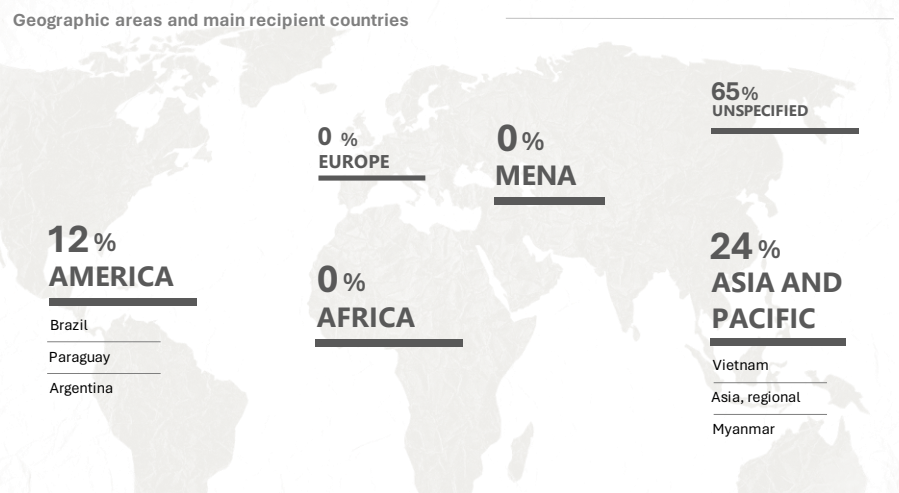 Geographic areas and main recipient countries
65%
UNSPECIFIED
0 %
EUROPE
0%
MENA
12 %
AMERICA
Brazil
Paraguay
Argentina
0 %
AFRICA
24 %
ASIA AND
PACIFIC
Vietnam
Asia, regional
Myanmar